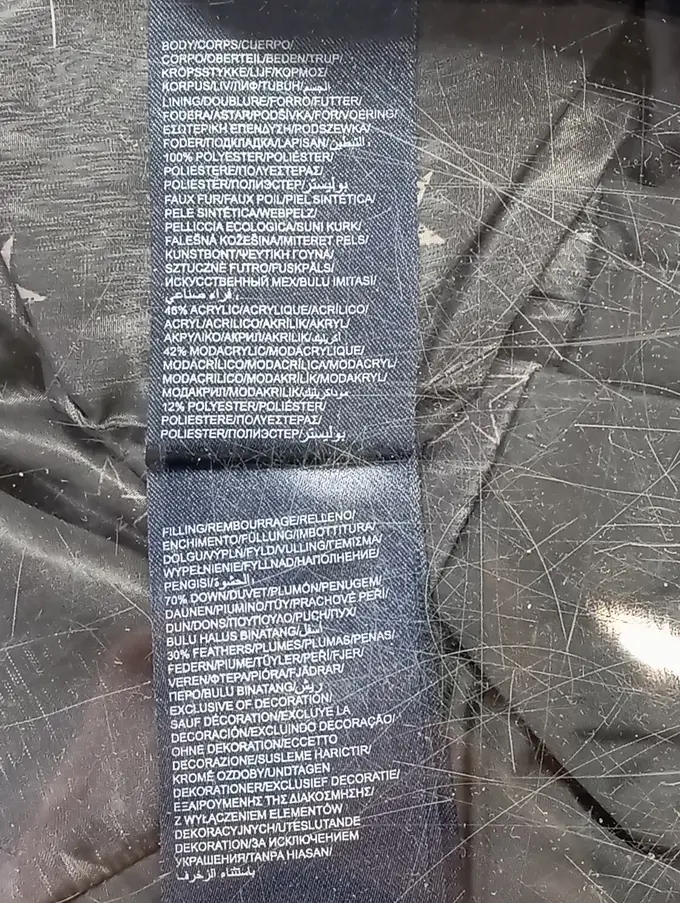 BODY/CORPS/CUERPO/
CORPO/OBERTEIL/BEDEN/TRUP/
KROPSSTYKKE/LIJF/ΚΟΡΜΟΣ/
KORPUS/LIV/ЛИФ/TUBUH/الجسم
LINING/DOUBLURE/FORRO/FUTTER/
FODERA/ASTAR/PODŠÍVKA/FOR/VOERING/
ΕΣΩΤΕΡΙΚΗ ΕΠΕΝΔΥΣΗ/PODSZEWKA/
FODER/ПОДКЛАДКА/LAPISAN/التبطين
100% POLYESTER/POLIÉSTER/
POLIESTERE/ΠΟΛΥΕΣΤΕΡΑΣ/
POLIESTER/ПОЛИЭСТЕР/بوليستر
FAUX FUR/FAUX POIL/PIEL SINTÉTICA/
PELE SINTÉTICA/WEBPELZ/
PELLICCIA ECOLOGICA/SUNI KÜRK/
FALEŠNÁ KOŽEŠINA/IMITERET PELS/
KUNSTBONT/ΨΕΥΤΙΚΗ ΓΟΥΝΑ/
SZTUCZNE FUTRO/FUSKPÄLS/
ИСКУССТВЕННЫЙ МЕХ/BULU IMITASI/
فراء صناعي
46% ACRYLIC/ACRYLIQUE/ACRÍLICO/
ACRYL/ACRILICO/AKRİLİK/AKRYL/
ΑΚΡΥΛΙΚΟ/АКРИЛ/AKRILIK/أكريليك
42% MODACRYLIC/MODACRYLIQUE/
MODACRÍLICO/MODACRÍLICA/MODACRYL/
MODACRILICO/MODAKRİLİK/MODAKRYL/
МОДАКРИЛ/MODAKRILIK/موداكريليك
12% POLYESTER/POLIÉSTER/
POLIESTERE/ΠΟΛΥΕΣΤΕΡΑΣ/
POLIESTER/ПОЛИЭСТЕР/بوليستر
FILLING/REMBOURRAGE/RELLENO/
ENCHIMENTO/FÜLLUNG/IMBOTTITURA/
DOLGU/VÝPLŇ/FYLD/VULLING/ΓΕΜΙΣΜΑ/
WYPEŁNIENIE/FYLLNAD/НАПОЛНЕНИЕ/
PENGISI/الحشوة
70% DOWN/DUVET/PLUMÓN/PENUGEM/
DAUNEN/PIUMINO/TÜY/PRACHOVÉ PEŘÍ/
DUN/DONS/ΠΟΥΠΟΥΛΟ/PUCH/ПУХ/
BULU HALUS BINATANG/أسفل
30% FEATHERS/PLUMES/PLUMAS/PENAS/
FEDERN/PIUME/TÜYLER/PEŘÍ/FJER/
VEREN/ΦΤΕΡΑ/PIÓRA/FJÄDRAR/
ПЕРО/BULU BINATANG/ريش
EXCLUSIVE OF DECORATION/
SAUF DÉCORATION/EXCLUYE LA
DECORACIÓN/EXCLUINDO DECORAÇÃO/
OHNE DEKORATION/ECCETTO
DECORAZIONE/SÜSLEME HARİÇTİR/
KROMĚ OZDOBY/UNDTAGEN
DEKORATIONER/EXCLUSIEF DECORATIE/
ΕΞΑΙΡΟΥΜΕΝΗΣ ΤΗΣ ΔΙΑΚΟΣΜΗΣΗΣ/
Z WYŁĄCZENIEM ELEMENTÓW
DEKORACYJNYCH/UTESLUTANDE
DEKORATION/ЗА ИСКЛЮЧЕНИЕМ
УКРАШЕНИЯ/TANPA HIASAN/
باستثناء الزخرف